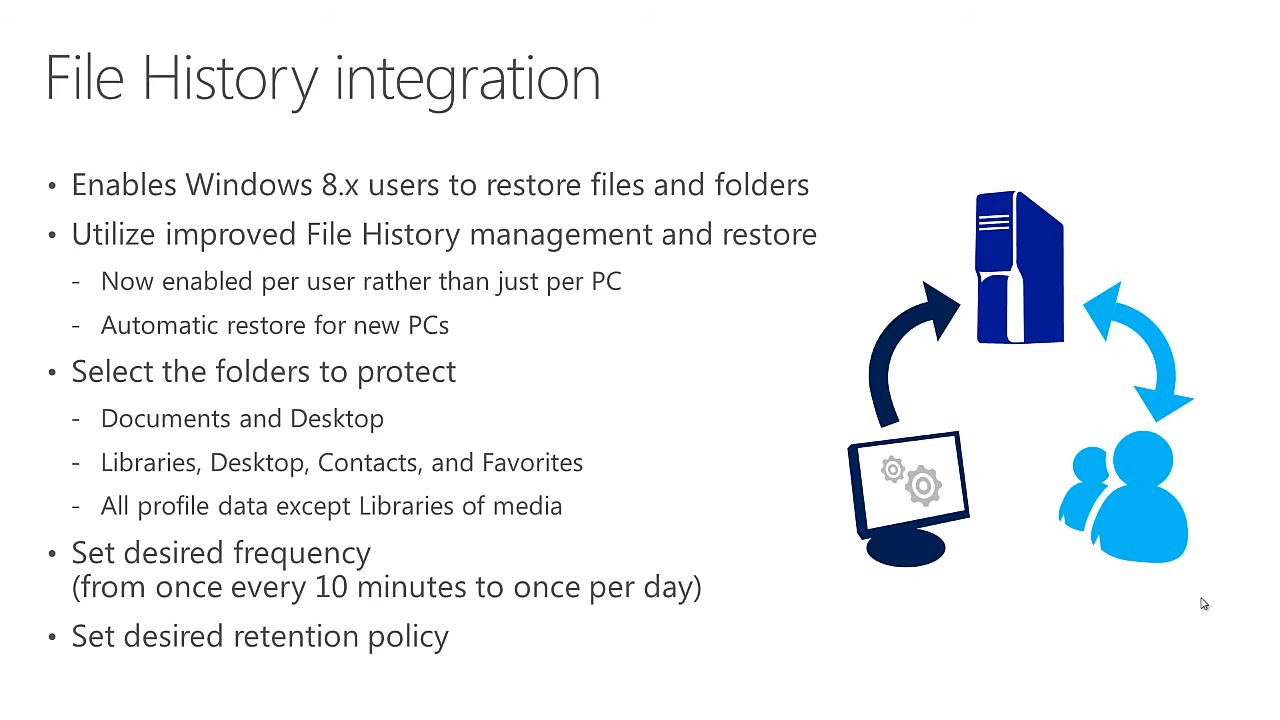 File History integration
• Enables Windows 8.x users to restore files and folders
• Utilize improved File History management and restore
- Now enabled per user rather than just per PC
- Automatic restore for new PCs
• Select the folders to protect
- Documents and Desktop
- Libraries, Desktop, Contacts, and Favorites
- All profile data except Libraries of media
• Set desired frequency
(from once every 10 minutes to once per day)
• Set desired retention policy